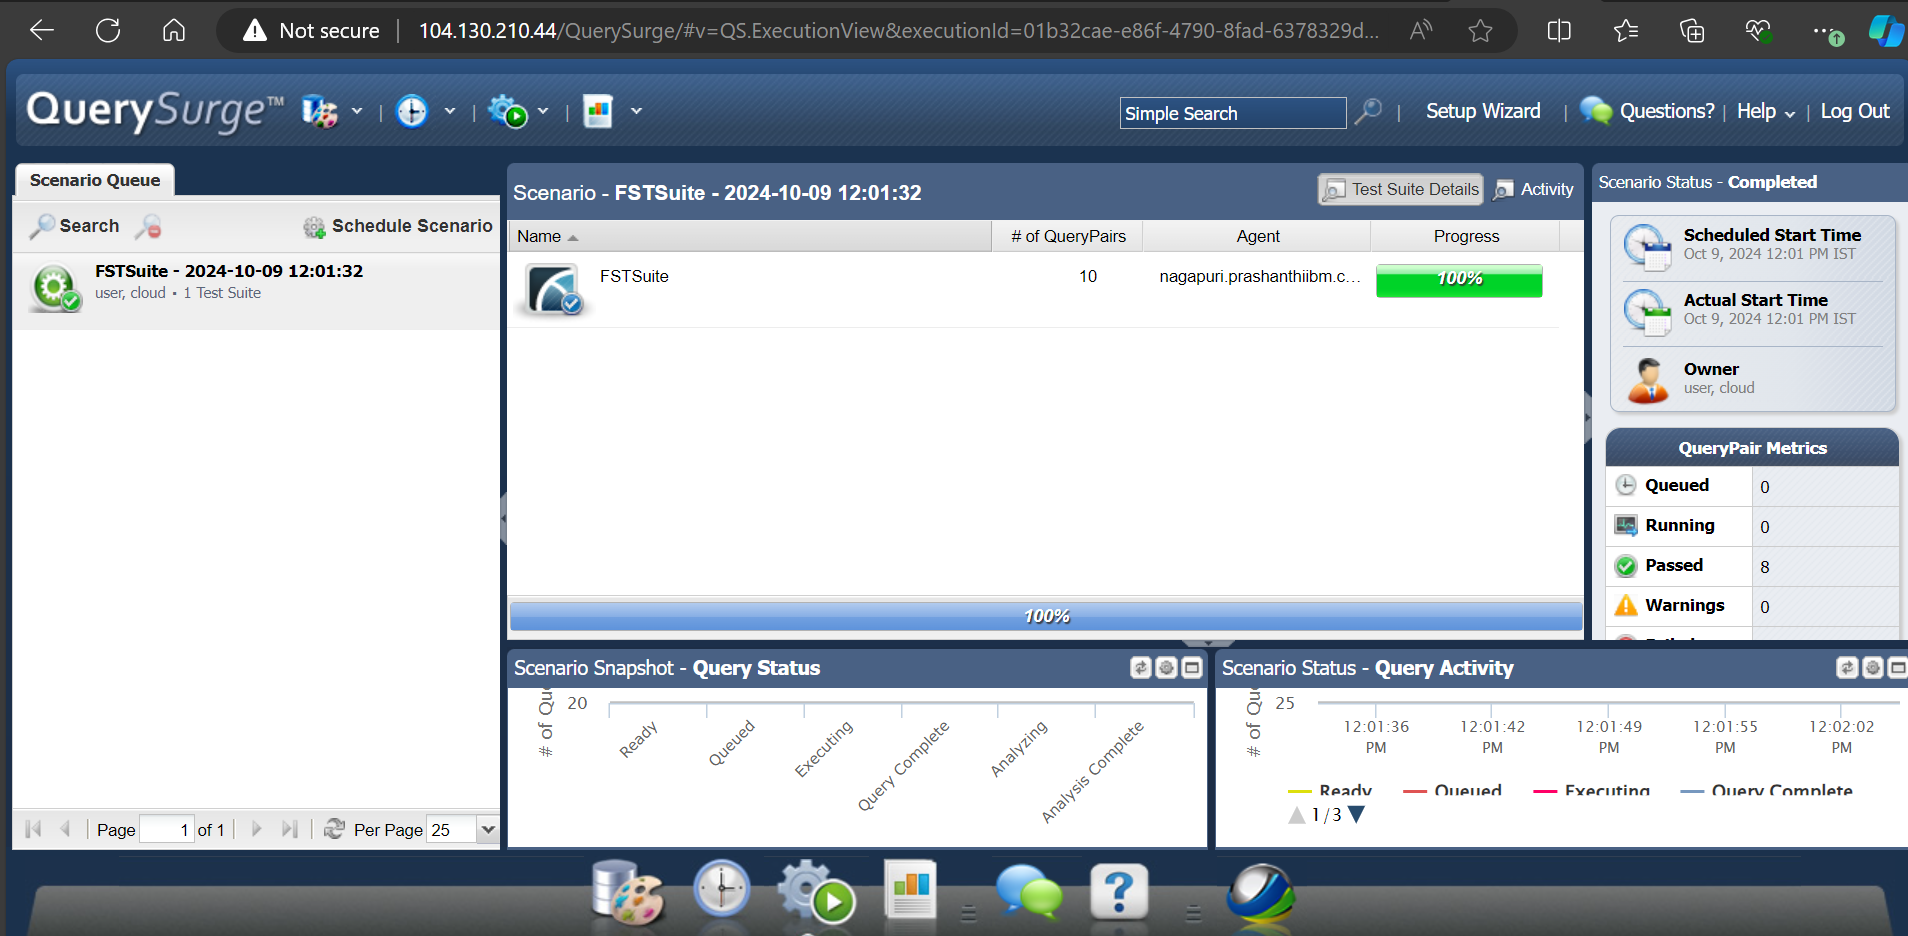 Not secure
104.130.210.44/QuerySurge/#v=QS.ExecutionView&executionId=01b32cae-e86f-4790-8fad-6378329d...
QuerySurge™
Simple Search
Setup Wizard
Questions?
Help
Log Out
Scenario Queue
Search
Schedule Scenario
FSTSuite - 2024-10-09 12:01:32
user, cloud • 1 Test Suite
Page 1 of 1
Per Page 25
Scenario - FSTSuite - 2024-10-09 12:01:32
Test Suite Details
Activity
Name # of QueryPairs Agent Progress
FSTSuite 10 nagapuri.prashanthiibm.c... 100%
100%
Scenario Status - Completed
Scheduled Start Time
Oct 9, 2024 12:01 PM IST
Actual Start Time
Oct 9, 2024 12:01 PM IST
Owner
user, cloud
QueryPair Metrics
Queued 0
Running 0
Passed 8
Warnings 0
Scenario Snapshot - Query Status
# of Que
20
Ready
Queued
Executing
Query Complete
Analyzing
Analysis Complete
Scenario Status - Query Activity
# of Que
25
12:01:36 PM
12:01:42 PM
12:01:49 PM
12:01:55 PM
12:02:02 PM
Ready
Queued
Executing
Query Complete
1/3